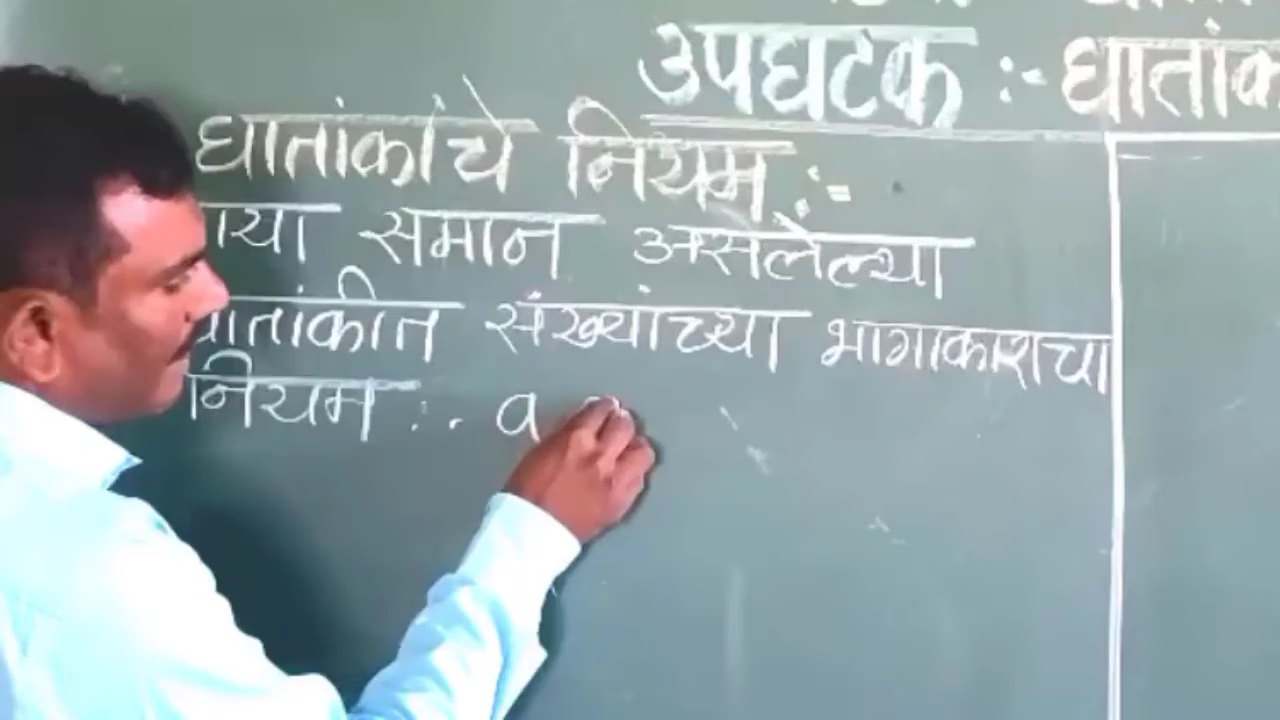 उपघटक :- घातांक
घातांकांचे नियम :-
पाया समान असलेल्या
घातांकीत संख्यांच्या भागाकाराचा
नियम :- a